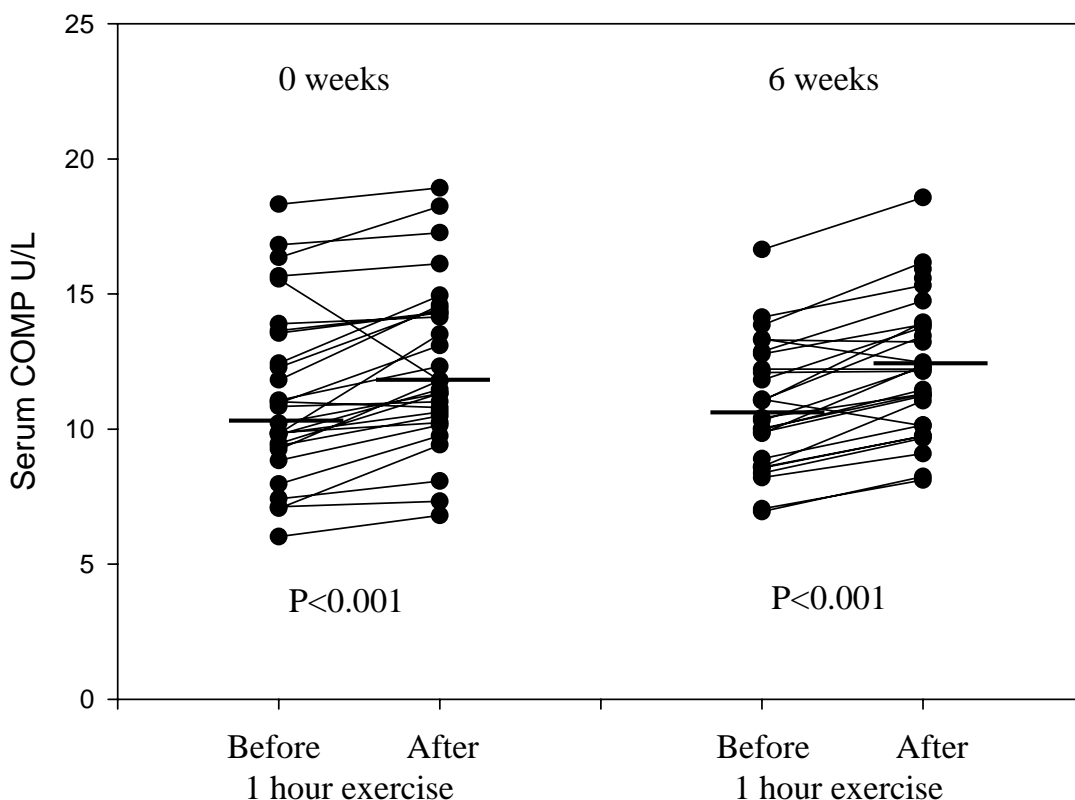 25
20
15
10
5
0
Serum COMP U/L
0 weeks
6 weeks
P<0.001
P<0.001
Before
After
Before
After
1 hour exercise
1 hour exercise